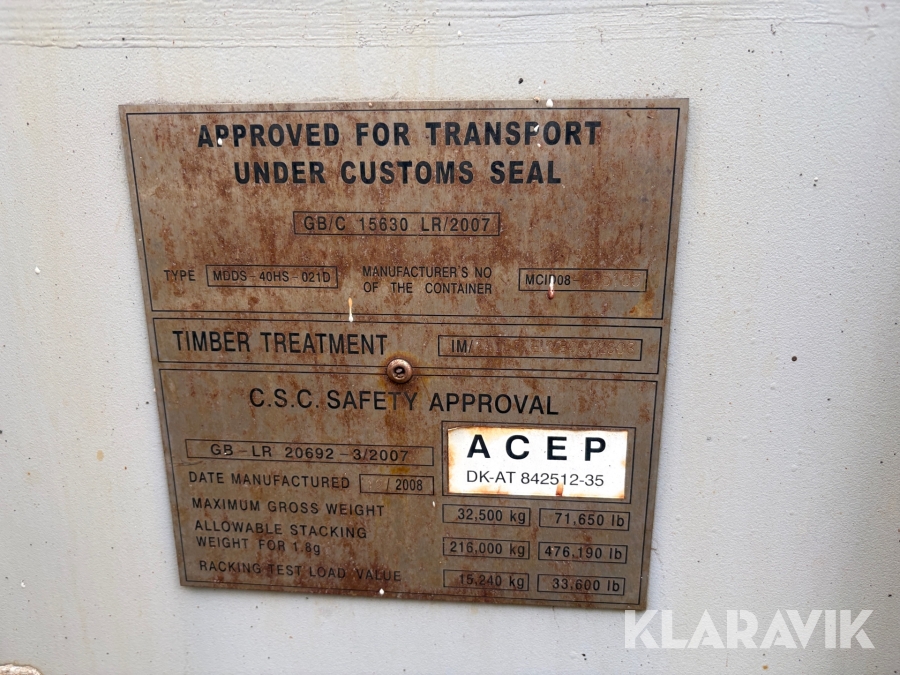 APPROVED FOR TRANSPORT
UNDER CUSTOMS SEAL
GB/C 15630 LR/2007
TYPE MDDS-40HS-021D
MANUFACTURER'S NO
OF THE CONTAINER
MCID08-
TIMBER TREATMENT IM/
C.S.C. SAFETY APPROVAL
GB-LR 20692-3/2007
ACEP
DK-AT 842512-35
DATE MANUFACTURED / 2008
MAXIMUM GROSS WEIGHT 32,500 kg 71,650 lb
ALLOWABLE STACKING
WEIGHT FOR 1.8g 216,000 kg 476,190 lb
RACKING TEST LOAD VALUE 15,240 kg 33,600 lb
KLARAVIK